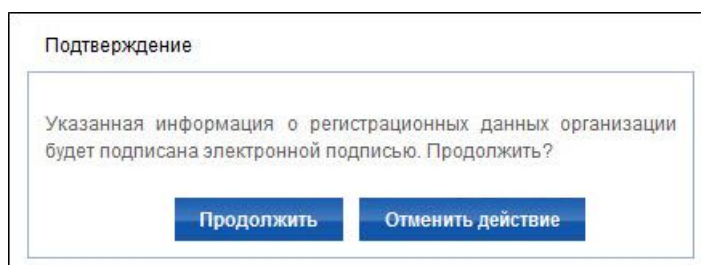 Подтверждение
Указанная информация о регистрационных данных организации
будет подписана электронной подписью. Продолжить?
Продолжить Отменить действие